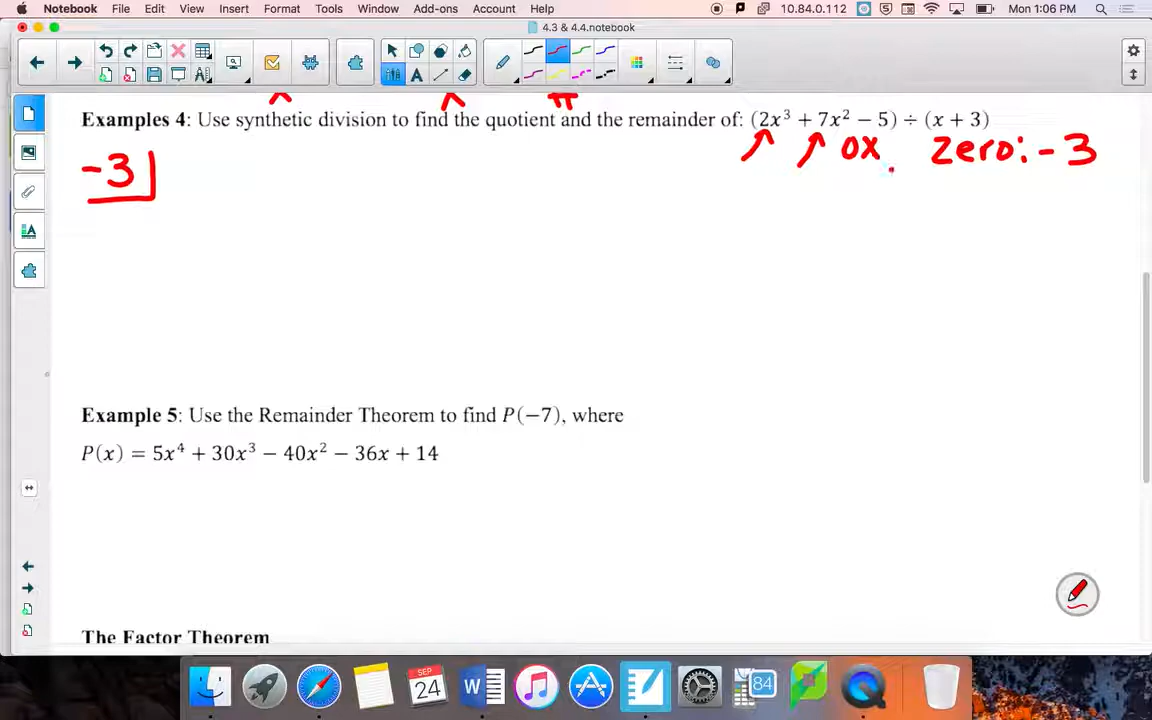 Notebook File Edit View Insert Format Tools Window Add-ons Account Help 5 10.84.0.112 Mon 1:06 PM
4.3 & 4.4.notebook
A
Examples 4: Use synthetic division to find the quotient and the remainder of: (2x³ + 7x² − 5) ÷ (x + 3)
-3 0x zero: -3
Example 5: Use the Remainder Theorem to find P(−7), where
P(x) = 5x⁴ + 30x³ − 40x² − 36x + 14
The Factor Theorem
SEP
24 W 84